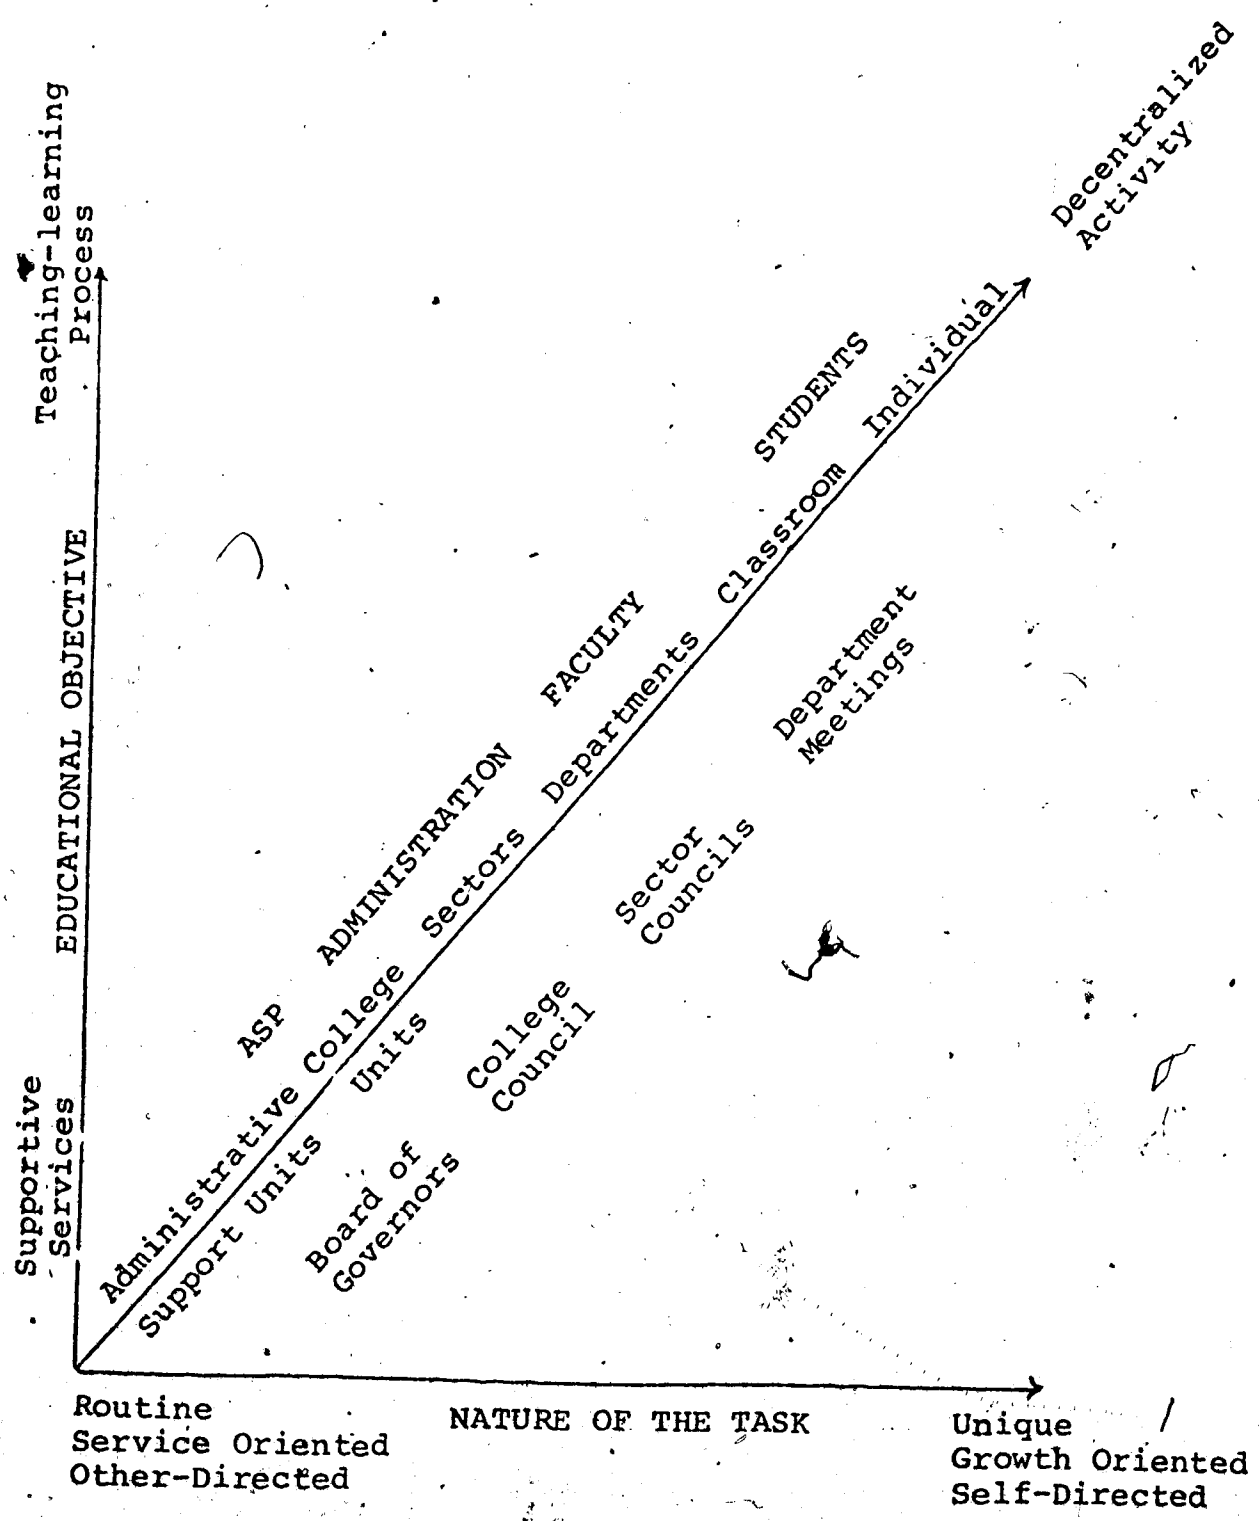 Decentralized
Activity
Teaching-learning
Process
EDUCATIONAL OBJECTIVE
Supportive
Services
STUDENTS
FACULTY
ADMINISTRATION
ASP
Individual
Classroom
Departments
Sectors
College
Units
Administrative
Support Units
Department
Meetings
Sector
Councils
College
Council
Board of
Governors
Routine
Service Oriented
Other-Directed
NATURE OF THE TASK
Unique
Growth Oriented
Self-Directed